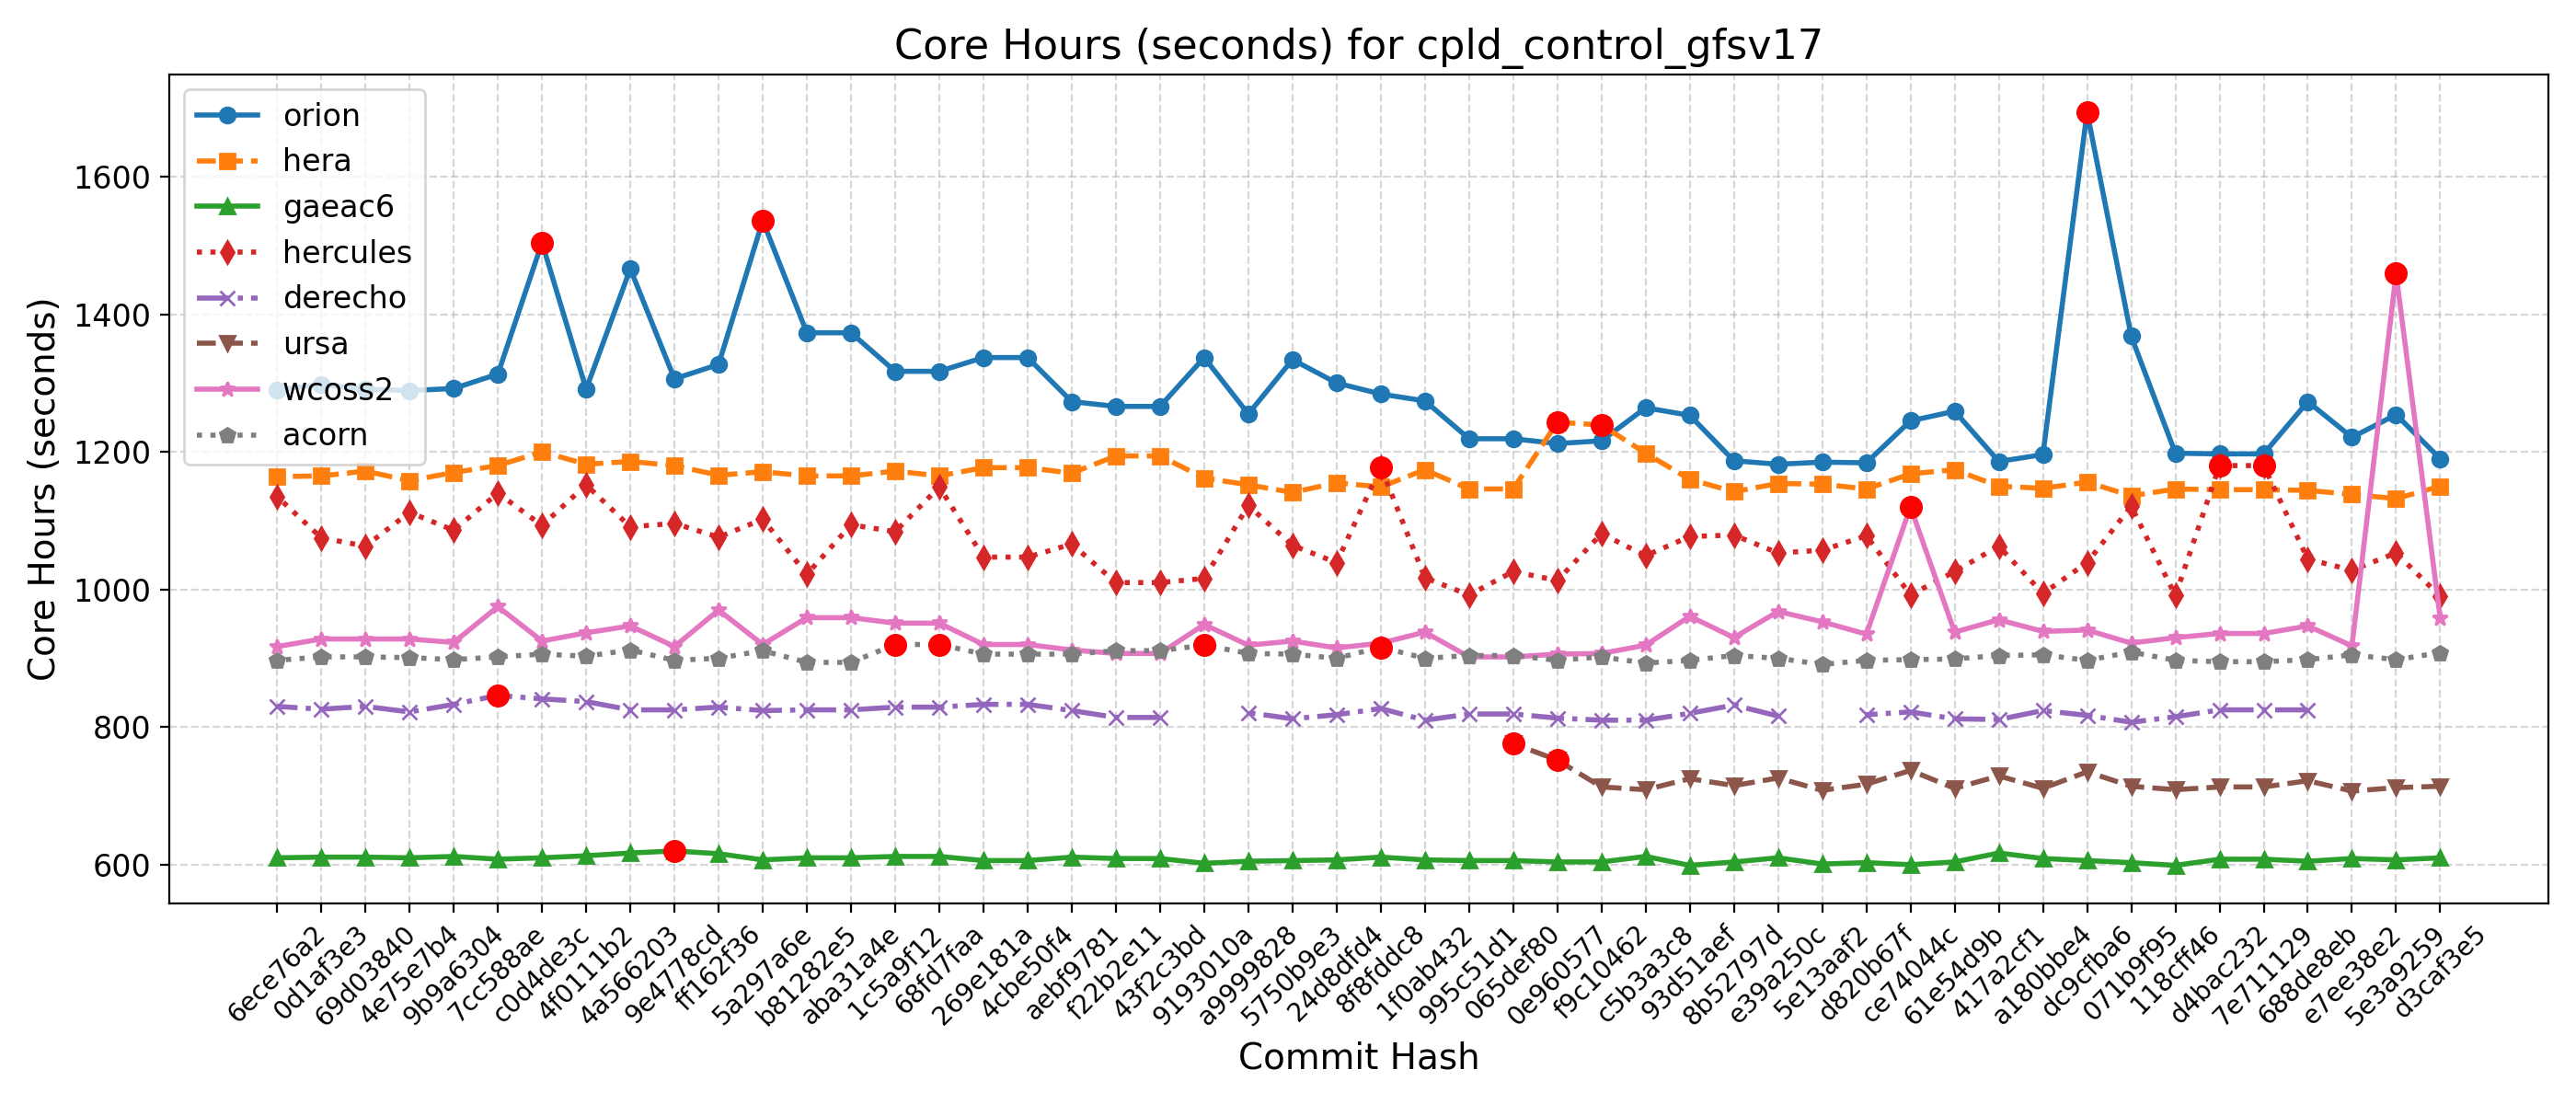 Core Hours (seconds) for cpld_control_gfsv17
orion
hera
gaeac6
hercules
derecho
ursa
wcoss2
acorn
Core Hours (seconds)
1600
1400
1200
1000
800
600
6ece76a2
0d1af3e3
69d03840
4e75e7b4
9b9a6304
7cc588ae
c0d4de3c
4f0111b2
4a566203
9e4778cd
ff162f36
5a297a6e
b81282e5
aba31a4e
1c5a9f12
68fd7faa
269e181a
4cbe50f4
aebf9781
f22b2e11
43f2c3bd
9193010a
a9999828
5750b9e3
24d8dfd4
8f8fddc8
1f0ab432
995c51d1
065def80
0e960577
f9c10462
c5b3a3c8
93d51aef
8b52797d
e39a250c
5e13aaf2
d820b67f
ce74044c
61e54d9b
417a2cf1
a180bbe4
dc9cfba6
071b9f95
118cff46
d4bac232
7e711129
688de8eb
e7ee38e2
5e3a9259
d3caf3e5
Commit Hash